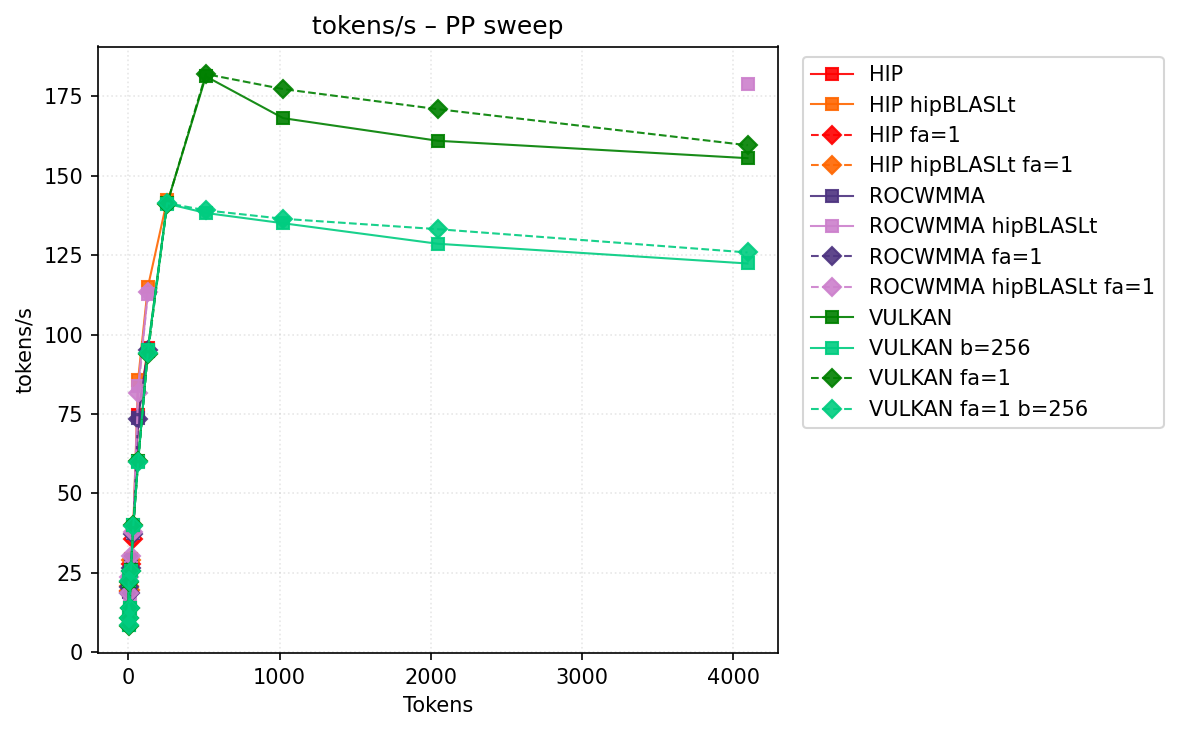 tokens/s – PP sweep
tokens/s
175
150
125
100
75
50
25
0
0 1000 2000 3000 4000
Tokens
HIP
HIP hipBLASLt
HIP fa=1
HIP hipBLASLt fa=1
ROCWMMA
ROCWMMA hipBLASLt
ROCWMMA fa=1
ROCWMMA hipBLASLt fa=1
VULKAN
VULKAN b=256
VULKAN fa=1
VULKAN fa=1 b=256